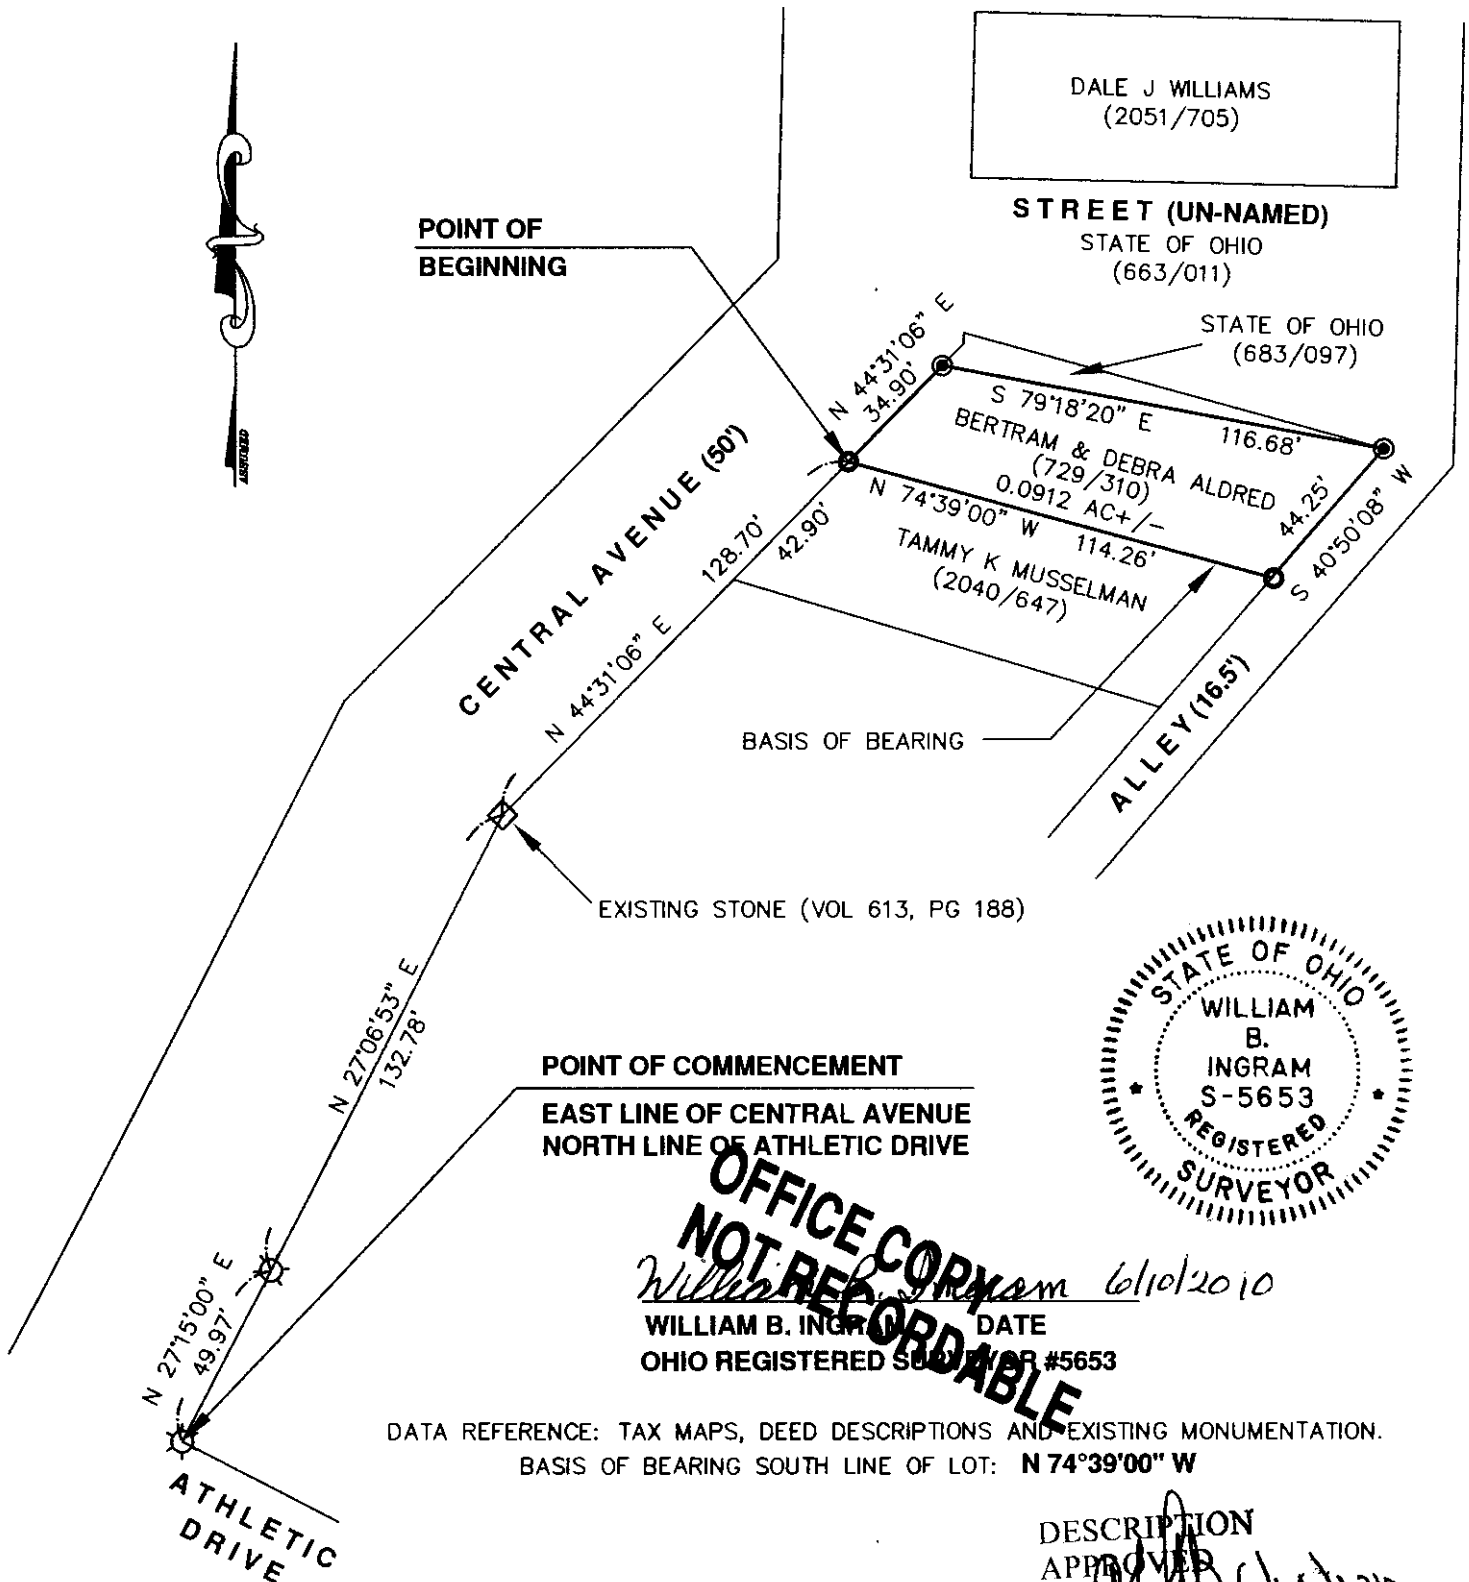 DALE J WILLIAMS
(2051/705)
STREET (UN-NAMED)
STATE OF OHIO
(663/011)
POINT OF
BEGINNING
STATE OF OHIO
(683/097)
N 44°31'06" E
34.90'
S 79°18'20" E 116.68'
BERTRAM & DEBRA ALDRED
(729/310)
0.0912 AC+/-
44.25'
S 40°50'08" W
N 74°39'00" W 114.26'
TAMMY K MUSSELMAN
(2040/647)
ASSUMED
CENTRAL AVENUE (50')
128.70'
42.90'
N 44°31'06" E
BASIS OF BEARING
ALLEY (16.5')
EXISTING STONE (VOL 613, PG 188)
N 27°06'53" E
132.78'
STATE OF OHIO
WILLIAM
B.
INGRAM
S-5653
REGISTERED
SURVEYOR
POINT OF COMMENCEMENT
EAST LINE OF CENTRAL AVENUE
NORTH LINE OF ATHLETIC DRIVE
OFFICE COPY
NOT RECORDABLE
William B. Ingram 6/10/2010
WILLIAM B. INGRAM DATE
OHIO REGISTERED SURVEYOR #5653
N 27°15'00" E
49.97'
DATA REFERENCE: TAX MAPS, DEED DESCRIPTIONS AND EXISTING MONUMENTATION.
BASIS OF BEARING SOUTH LINE OF LOT: N 74°39'00" W
ATHLETIC
DRIVE
DESCRIPTION
APPROVED